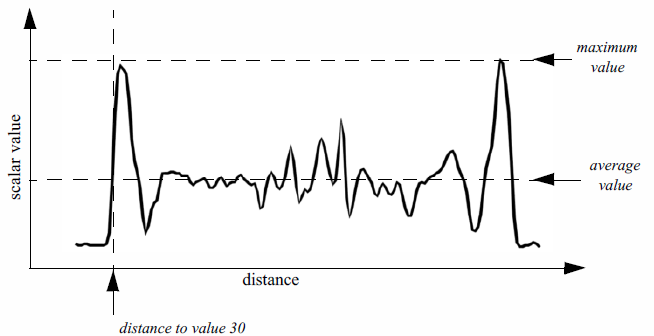 maximum
value
scalar value
average
value
distance
distance to value 30